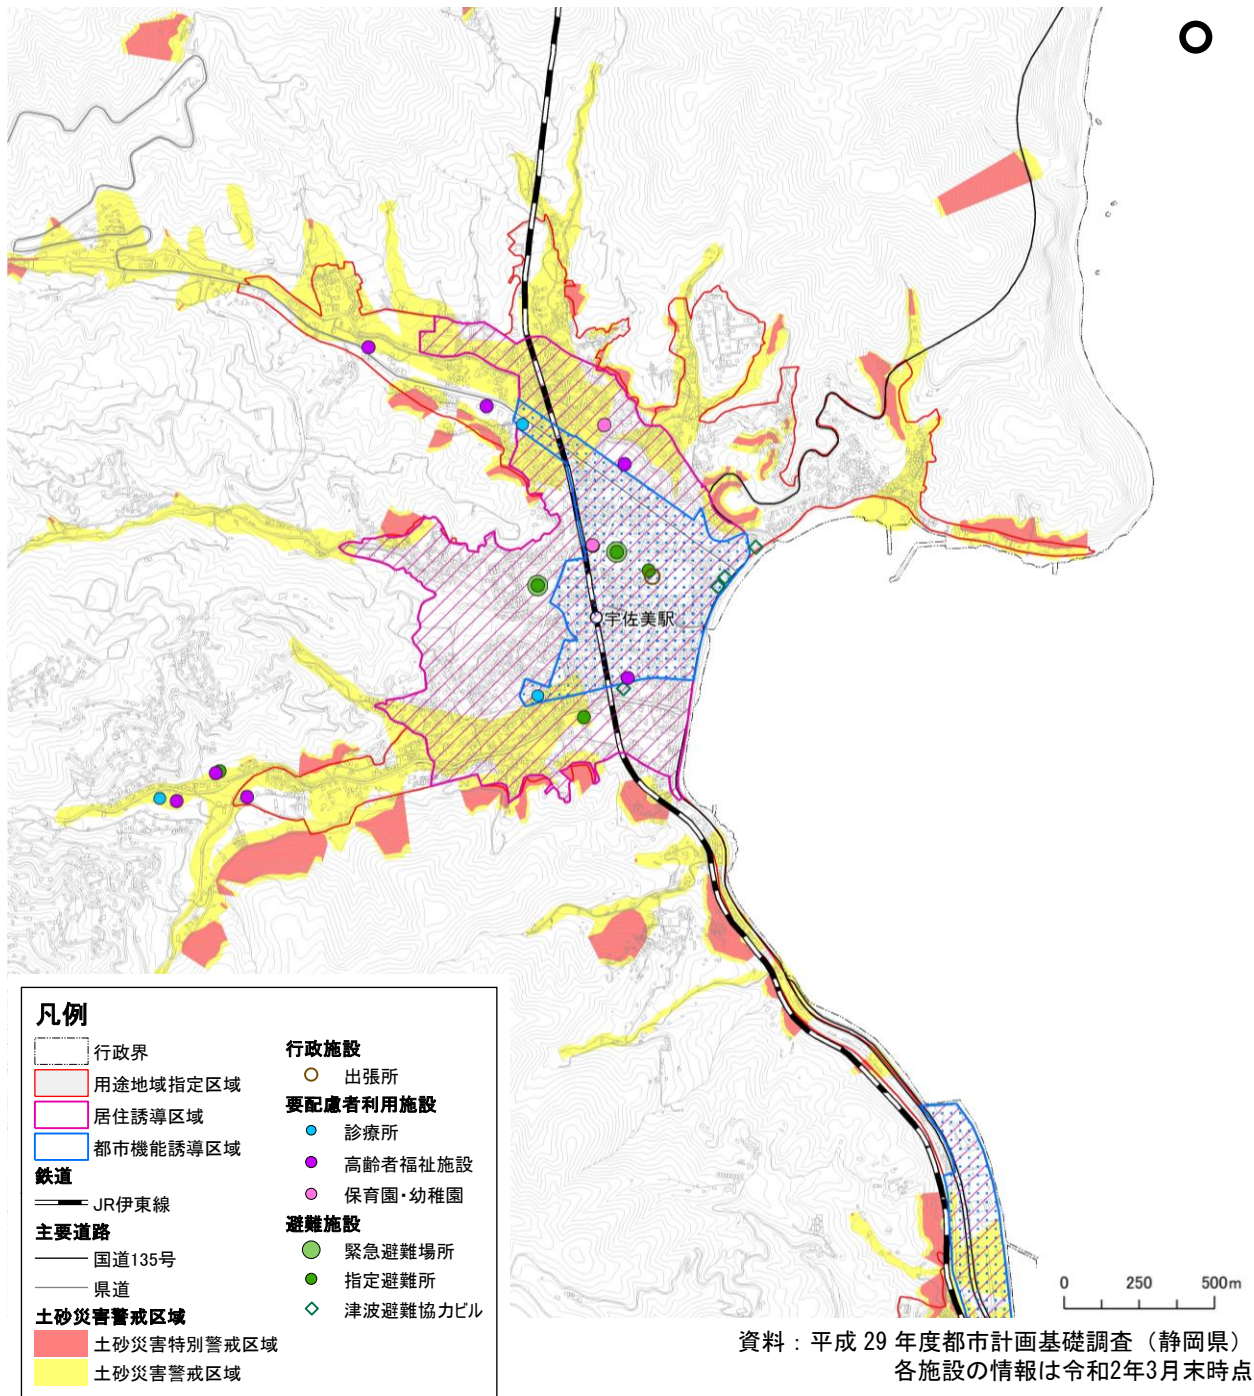 宇佐美駅
凡例
行政界
用途地域指定区域
居住誘導区域
都市機能誘導区域
鉄道
JR伊東線
主要道路
国道135号
県道
土砂災害警戒区域
土砂災害特別警戒区域
土砂災害警戒区域
行政施設
出張所
要配慮者利用施設
診療所
高齢者福祉施設
保育園・幼稚園
避難施設
緊急避難場所
指定避難所
津波避難協力ビル
0 250 500m
資料：平成 29 年度都市計画基礎調査（静岡県）
各施設の情報は令和2年3月末時点